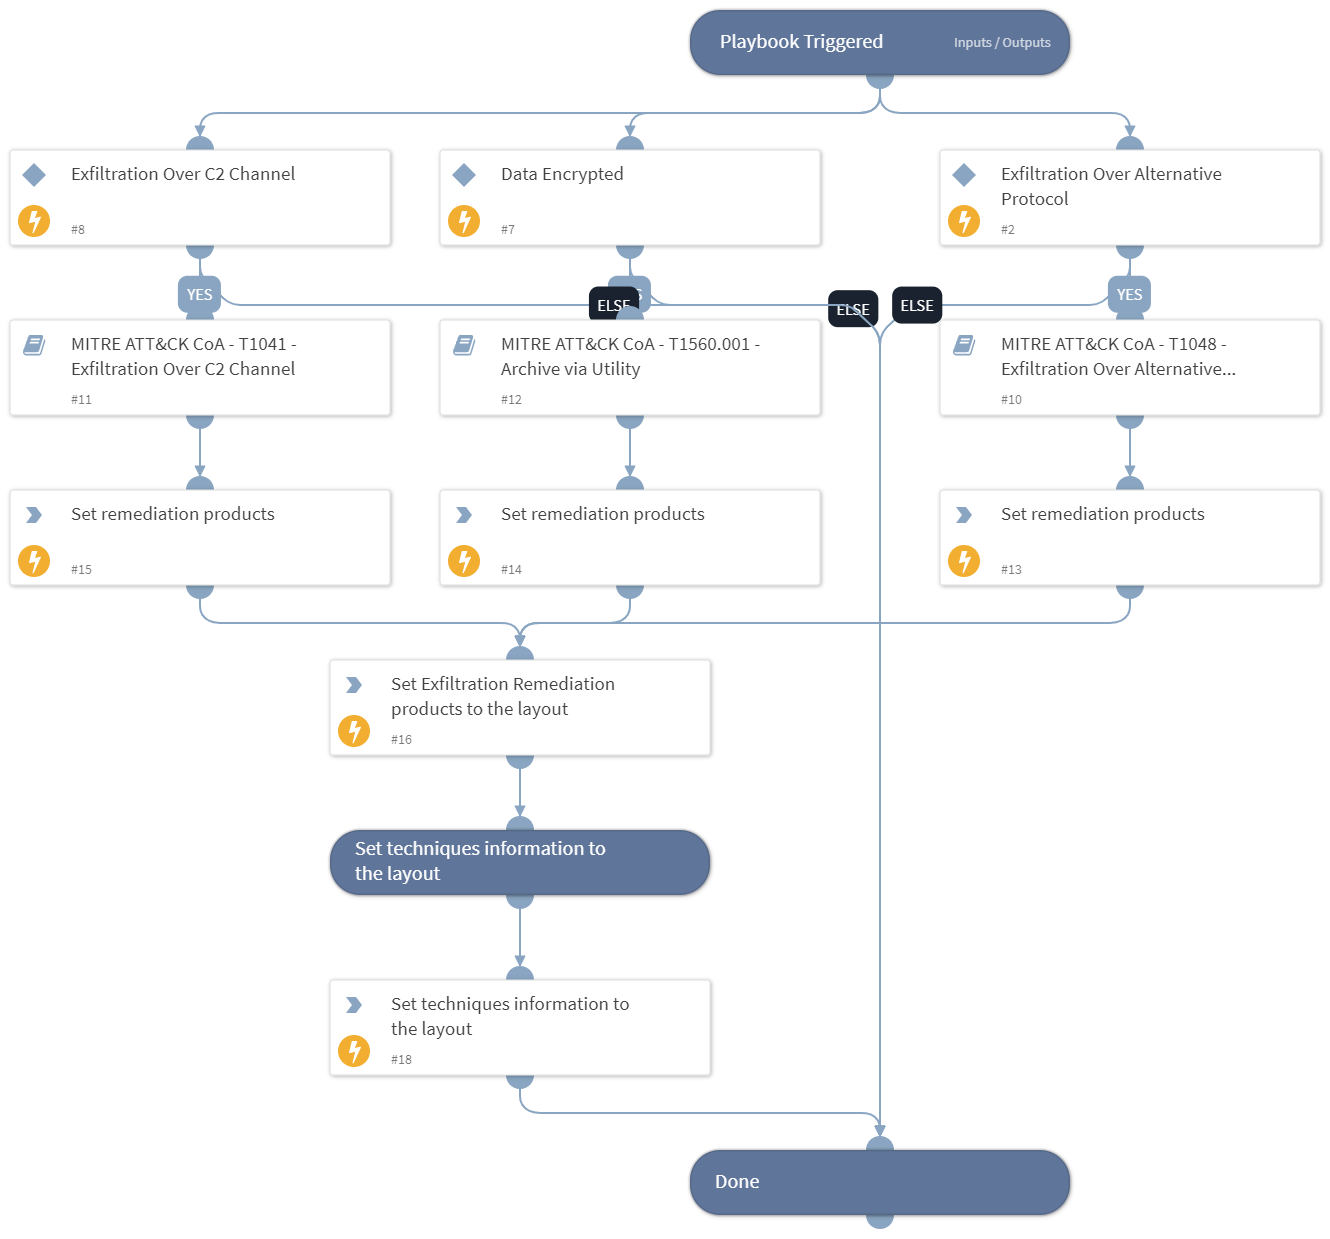 Playbook Triggered
Inputs / Outputs
Exfiltration Over C2 Channel
#8
Data Encrypted
#7
Exfiltration Over Alternative
Protocol
#2
YES
ELSE
ELSE
ELSE
YES
MITRE ATT&CK CoA - T1041 -
Exfiltration Over C2 Channel
#11
MITRE ATT&CK CoA - T1560.001 -
Archive via Utility
#12
MITRE ATT&CK CoA - T1048 -
Exfiltration Over Alternative...
#10
Set remediation products
#15
Set remediation products
#14
Set remediation products
#13
Set Exfiltration Remediation
products to the layout
#16
Set techniques information to
the layout
Set techniques information to
the layout
#18
Done